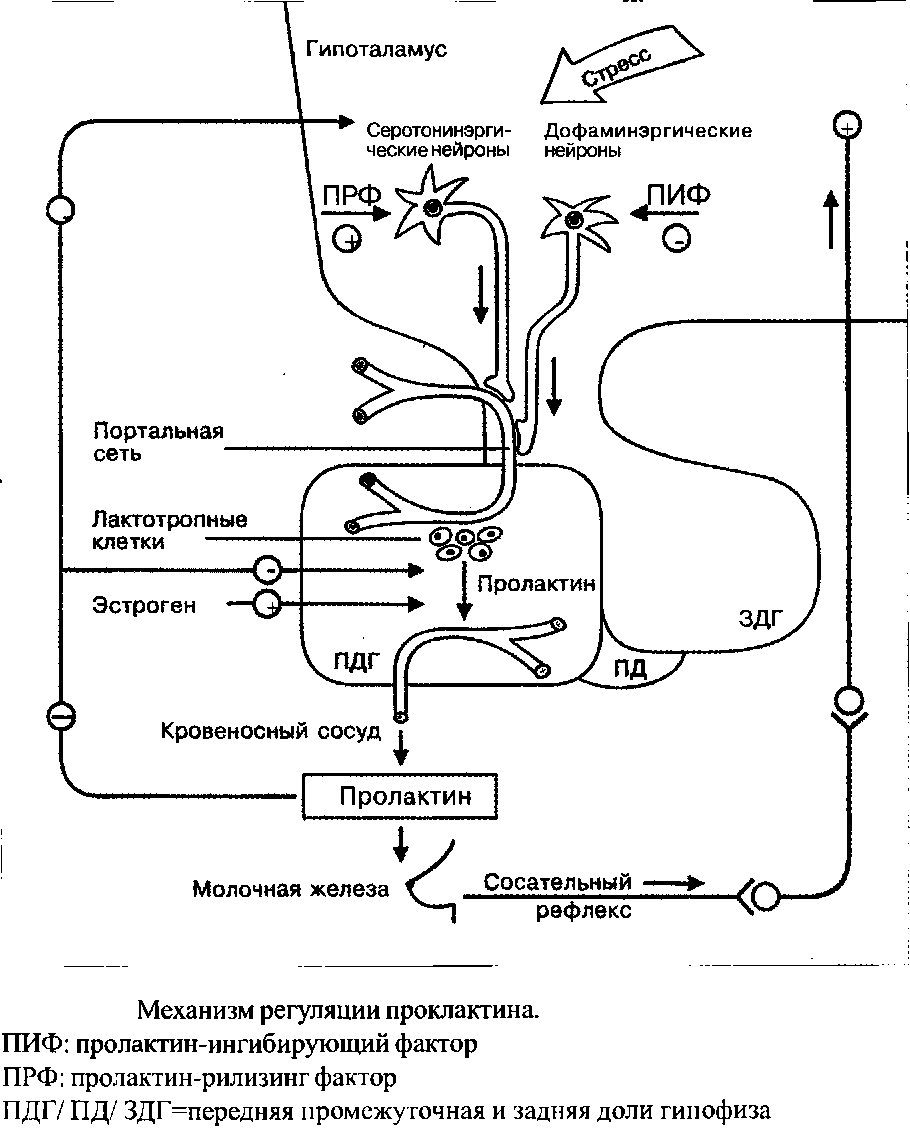 Гипоталамус
Стресс
Серотонинэрги-
ческие нейроны
Дофаминэргические
нейроны
ПРФ
+
ПИФ
-
+
Портальная
сеть
Лактотропные
клетки
-
Пролактин
Эстроген
+
ЗДГ
ПДГ
ПД
Кровеносный сосуд
Пролактин
Молочная железа
Сосательный
рефлекс
Механизм регуляции проклактина.
ПИФ: пролактин-ингибирующий фактор
ПРФ: пролактин-рилизинг фактор
ПДГ/ ПД/ ЗДГ=передняя промежуточная и задняя доли гипофиза